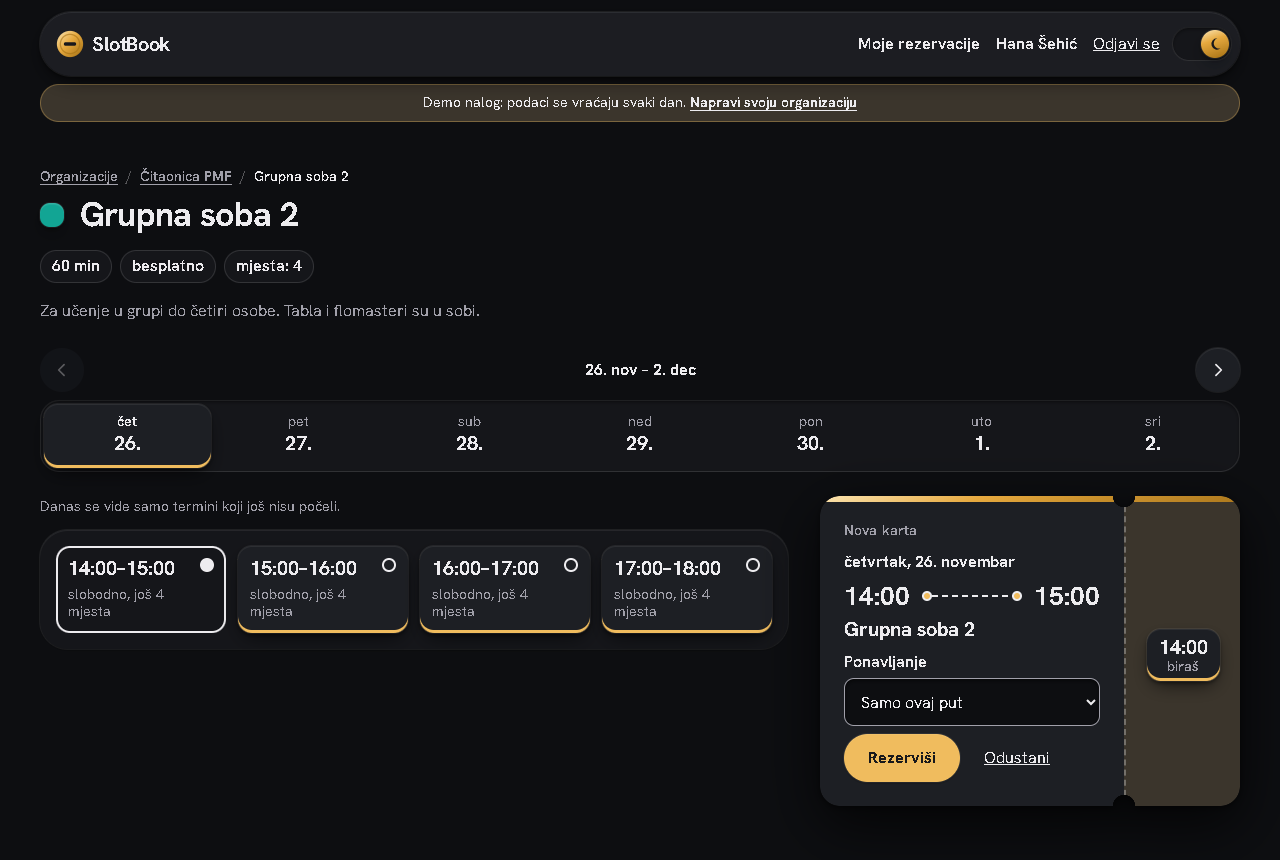 SlotBook
Moje rezervacije
Hana Šehić
Odjavi se
Demo nalog: podaci se vraćaju svaki dan. Napravi svoju organizaciju
Organizacije / Čitaonica PMF / Grupna soba 2
Grupna soba 2
60 min
besplatno
mjesta: 4
Za učenje u grupi do četiri osobe. Tabla i flomasteri su u sobi.
26. nov – 2. dec
čet
26.
pet
27.
sub
28.
ned
29.
pon
30.
uto
1.
sri
2.
Danas se vide samo termini koji još nisu počeli.
14:00–15:00
slobodno, još 4
mjesta
15:00–16:00
slobodno, još 4
mjesta
16:00–17:00
slobodno, još 4
mjesta
17:00–18:00
slobodno, još 4
mjesta
Nova karta
četvrtak, 26. novembar
14:00
15:00
Grupna soba 2
Ponavljanje
Samo ovaj put
Rezerviši
Odustani
14:00
biraš